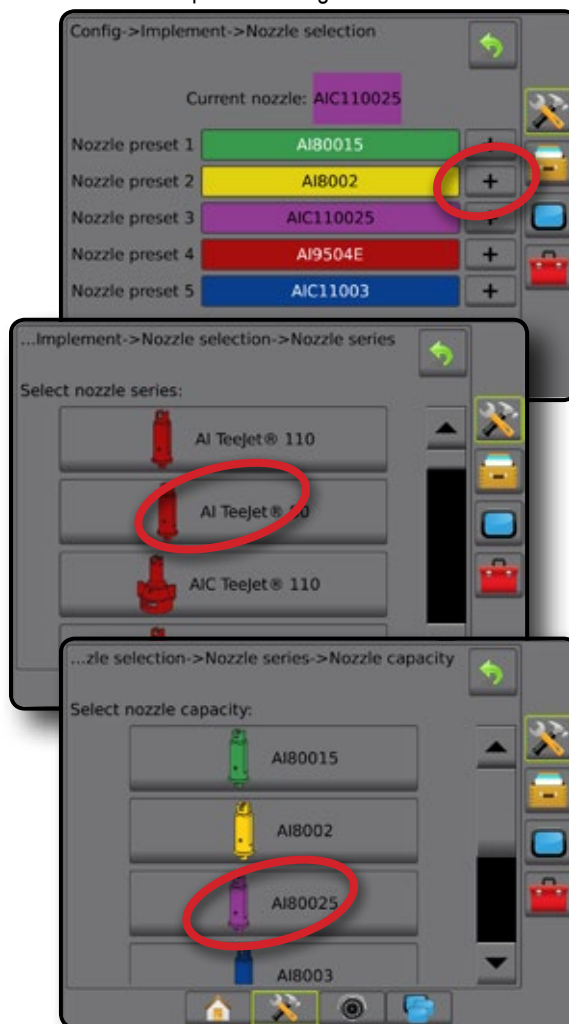 Config->Implement->Nozzle selection
Current nozzle: AIC110025
Nozzle preset 1 AI80015 +
Nozzle preset 2 AI8002 +
Nozzle preset 3 AIC110025 +
Nozzle preset 4 AI9504E +
Nozzle preset 5 AIC11003 +
...Implement->Nozzle selection->Nozzle series
Select nozzle series:
AI TeeJet® 110
AI TeeJet® 80
AIC TeeJet® 110
...zle selection->Nozzle series->Nozzle capacity
Select nozzle capacity:
AI80015
AI8002
AI80025
AI8003